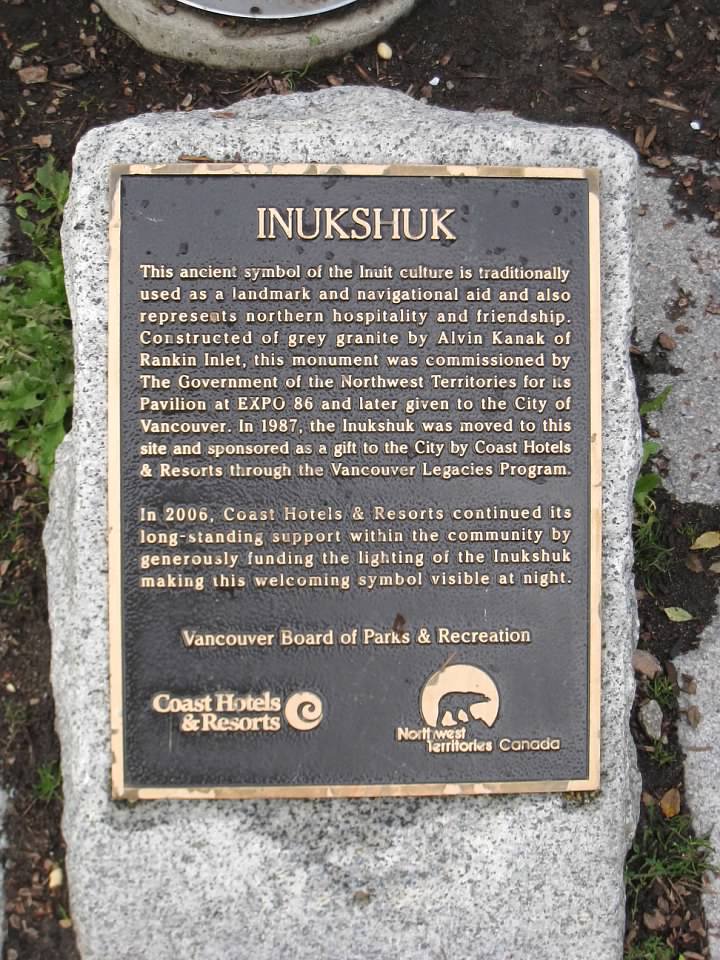 INUKSHUK
This ancient symbol of the Inuit culture is traditionally
used as a landmark and navigational aid and also
represents northern hospitality and friendship.
Constructed of grey granite by Alvin Kanak of
Rankin Inlet, this monument was commissioned by
The Government of the Northwest Territories for its
Pavilion at EXPO 86 and later given to the City of
Vancouver. In 1987, the Inukshuk was moved to this
site and sponsored as a gift to the City by Coast Hotels
& Resorts through the Vancouver Legacies Program.
In 2006, Coast Hotels & Resorts continued its
long-standing support within the community by
generously funding the lighting of the Inukshuk
making this welcoming symbol visible at night.
Vancouver Board of Parks & Recreation
Coast Hotels
& Resorts
Northwest
Territories Canada